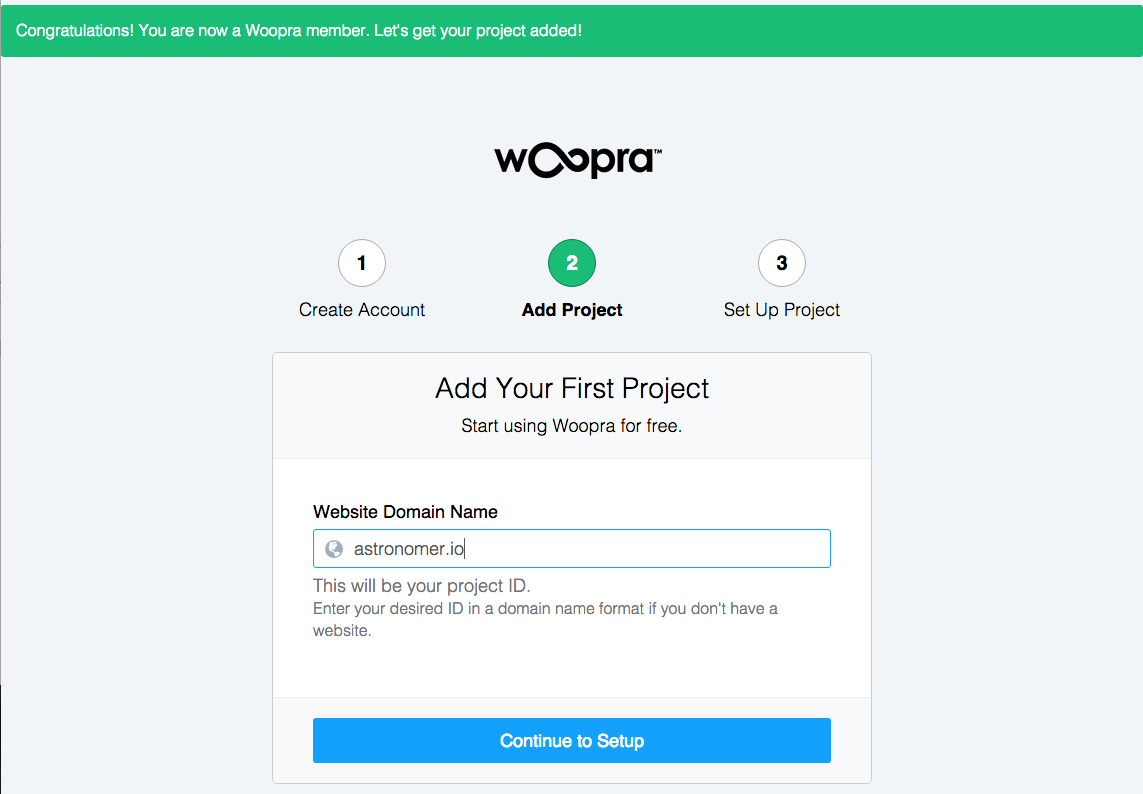 Congratulations! You are now a Woopra member. Let's get your project added!
woopra™
1
2
3
Create Account
Add Project
Set Up Project
Add Your First Project
Start using Woopra for free.
Website Domain Name
astronomer.io
This will be your project ID.
Enter your desired ID in a domain name format if you don't have a
website.
Continue to Setup